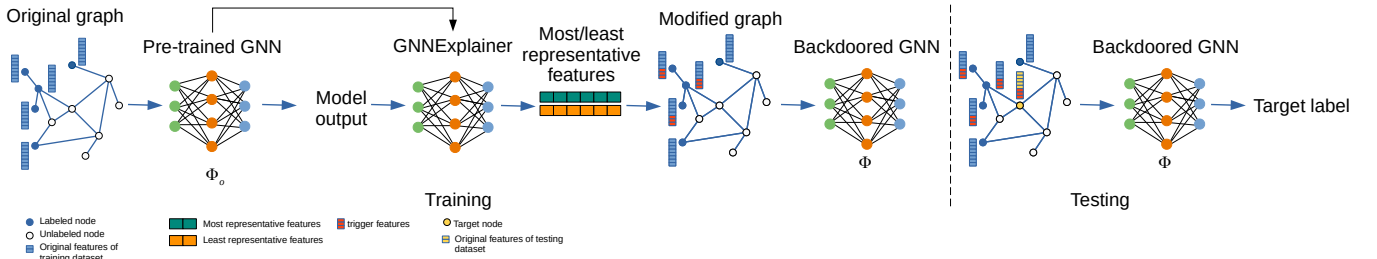 Original graph
Pre-trained GNN
Φo
Model
output
GNNExplainer
Most/least
representative
features
Modified graph
Backdoored GNN
Φ
Backdoored GNN
Φ
Target label
Training
Testing
Labeled node
Unlabeled node
Original features of
training dataset
Most representative features
Least representative features
trigger features
Target node
Original features of testing
dataset